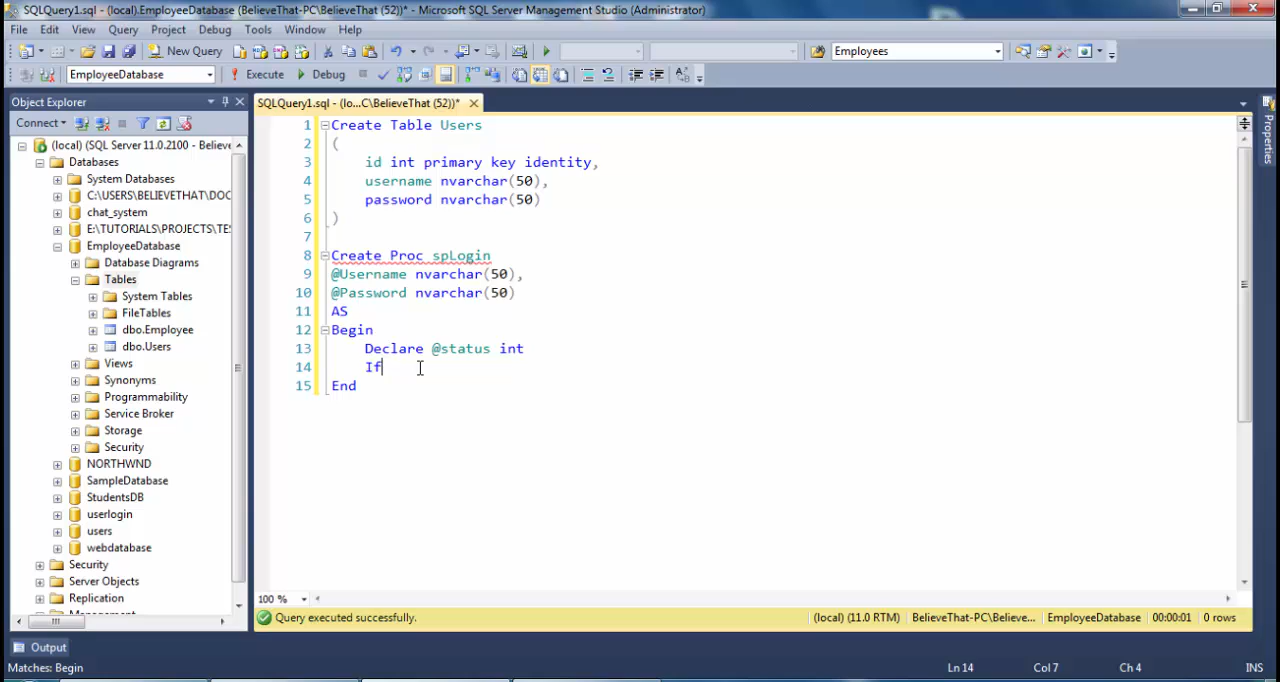 SQLQuery1.sql - (local).EmployeeDatabase (BelieveThat-PC\BelieveThat (52))* - Microsoft SQL Server Management Studio (Administrator)
File Edit View Query Project Debug Tools Window Help
New Query Employees
EmployeeDatabase Execute Debug
Object Explorer
SQLQuery1.sql - (lo...C\BelieveThat (52))*
Properties
Connect
(local) (SQL Server 11.0.2100 - Believe
Databases
System Databases
C:\USERS\BELIEVETHAT\DOC
chat_system
E:\TUTORIALS\PROJECTS\TES
EmployeeDatabase
Database Diagrams
Tables
System Tables
FileTables
dbo.Employee
dbo.Users
Views
Synonyms
Programmability
Service Broker
Storage
Security
NORTHWND
SampleDatabase
StudentsDB
userlogin
users
webdatabase
Security
Server Objects
Replication
Management
1 Create Table Users
2 (
3 id int primary key identity,
4 username nvarchar(50),
5 password nvarchar(50)
6 )
7
8 Create Proc spLogin
9 @Username nvarchar(50),
10 @Password nvarchar(50)
11 AS
12 Begin
13 Declare @status int
14 If
15 End
100 %
Query executed successfully. (local) (11.0 RTM) BelieveThat-PC\Believe... EmployeeDatabase 00:00:01 0 rows
Output
Matches: Begin Ln 14 Col 7 Ch 4 INS